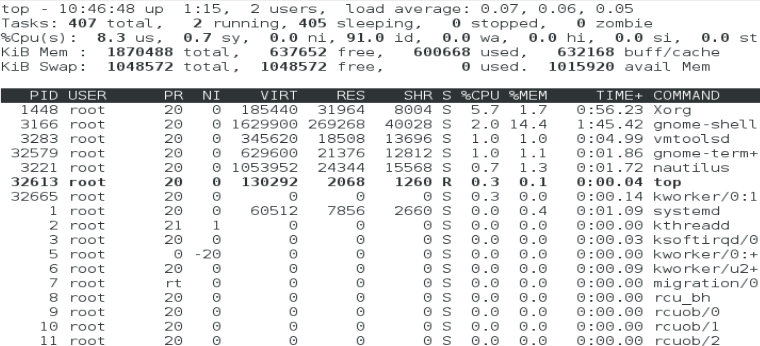 top - 10:46:48 up  1:15,  2 users,  load average: 0.07, 0.06, 0.05
Tasks: 407 total,   2 running, 405 sleeping,   0 stopped,   0 zombie
%Cpu(s):  8.3 us,  0.7 sy,  0.0 ni, 91.0 id,  0.0 wa,  0.0 hi,  0.0 si,  0.0 st
KiB Mem :  1870488 total,   637652 free,   600668 used,   632168 buff/cache
KiB Swap:  1048572 total,  1048572 free,        0 used.  1015920 avail Mem
PID USER PR NI VIRT RES SHR S %CPU %MEM TIME+ COMMAND
1448 root 20 0 185440 31964 8004 S 5.7 1.7 0:56.23 Xorg
3166 root 20 0 1629900 269268 40028 S 2.0 14.4 1:45.42 gnome-shell
3283 root 20 0 345620 18508 13696 S 1.0 1.0 0:04.99 vmtoolsd
32579 root 20 0 629600 21376 12812 S 1.0 1.1 0:01.86 gnome-term+
3221 root 20 0 1053952 24344 15568 S 0.7 1.3 0:01.72 nautilus
32613 root 20 0 130292 2068 1260 R 0.3 0.1 0:00.04 top
32665 root 20 0 0 0 0 S 0.3 0.0 0:00.14 kworker/0:1
1 root 20 0 60512 7856 2660 S 0.0 0.4 0:01.09 systemd
2 root 21 1 0 0 0 S 0.0 0.0 0:00.00 kthreadd
3 root 20 0 0 0 0 S 0.0 0.0 0:00.03 ksoftirqd/0
5 root 0 -20 0 0 0 S 0.0 0.0 0:00.00 kworker/0:+
6 root 20 0 0 0 0 S 0.0 0.0 0:00.09 kworker/u2+
7 root rt 0 0 0 0 S 0.0 0.0 0:00.00 migration/0
8 root 20 0 0 0 0 S 0.0 0.0 0:00.00 rcu_bh
9 root 20 0 0 0 0 S 0.0 0.0 0:00.00 rcuob/0
10 root 20 0 0 0 0 S 0.0 0.0 0:00.00 rcuob/1
11 root 20 0 0 0 0 S 0.0 0.0 0:00.00 rcuob/2